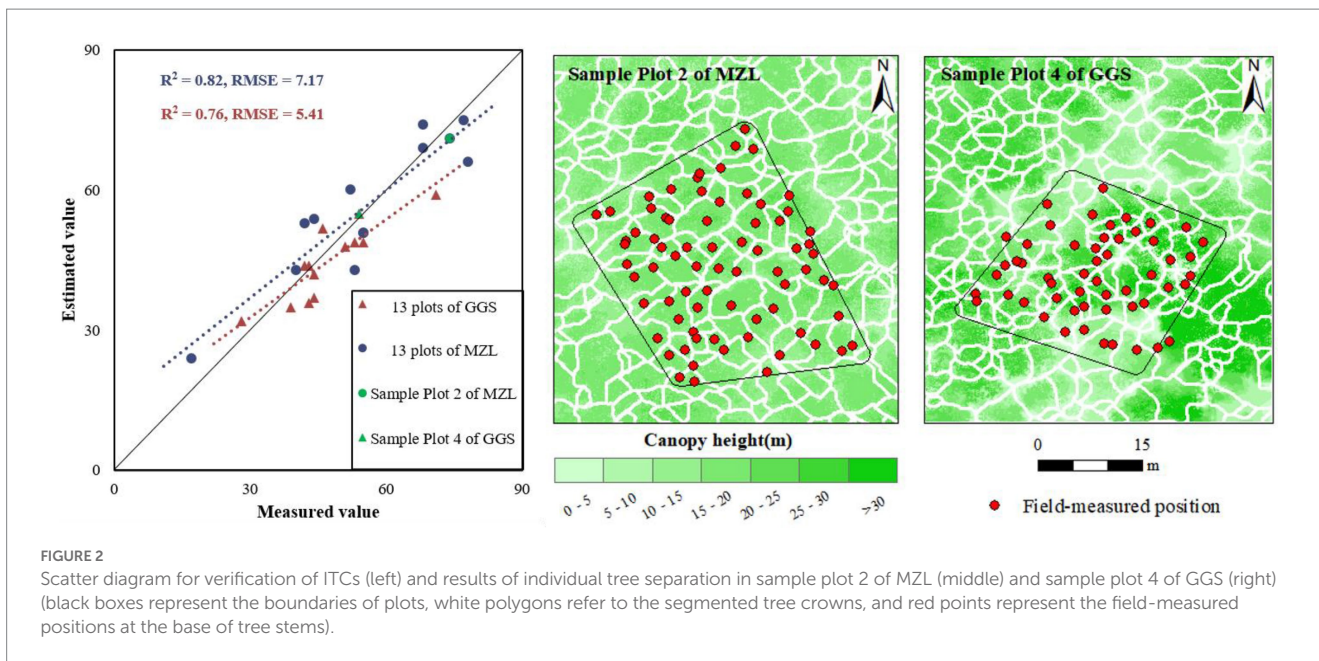 90
60
30
0
0
30
60
90
Estimated value
Measured value
R² = 0.82, RMSE = 7.17
R² = 0.76, RMSE = 5.41
13 plots of GGS
13 plots of MZL
Sample Plot 2 of MZL
Sample Plot 4 of GGS
Sample Plot 2 of MZL
N
Canopy height(m)
0 - 5
5 - 10
10 - 15
15 - 20
20 - 25
25 - 30
>30
Sample Plot 4 of GGS
N
0 15
m
Field-measured position
FIGURE 2
Scatter diagram for verification of ITCs (left) and results of individual tree separation in sample plot 2 of MZL (middle) and sample plot 4 of GGS (right)
(black boxes represent the boundaries of plots, white polygons refer to the segmented tree crowns, and red points represent the field-measured
positions at the base of tree stems).